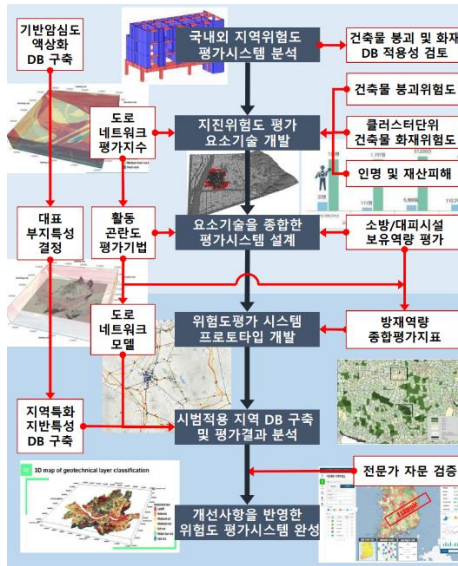 기반암심도
액상화
DB 구축
국내외 지역위험도
평가시스템 분석
건축물 붕괴 및 화재
DB 적용성 검토
건축물 붕괴위험도
도로
네트워크
평가지수
지진위험도 평가
요소기술 개발
클러스터단위
건축물 화재위험도
인명 및 재산피해
대표
부지특성
결정
활동
곤란도
평가기법
요소기술을 종합한
평가시스템 설계
소방/대피시설
보유역량 평가
도로
네트워크
모델
위험도평가 시스템
프로토타입 개발
방재역량
종합평가지표
지역특화
지반특성
DB 구축
시범적용 지역 DB 구축
및 평가결과 분석
전문가 자문 검증
3D map of geotechnical layer classification
개선사항을 반영한
위험도 평가시스템 완성